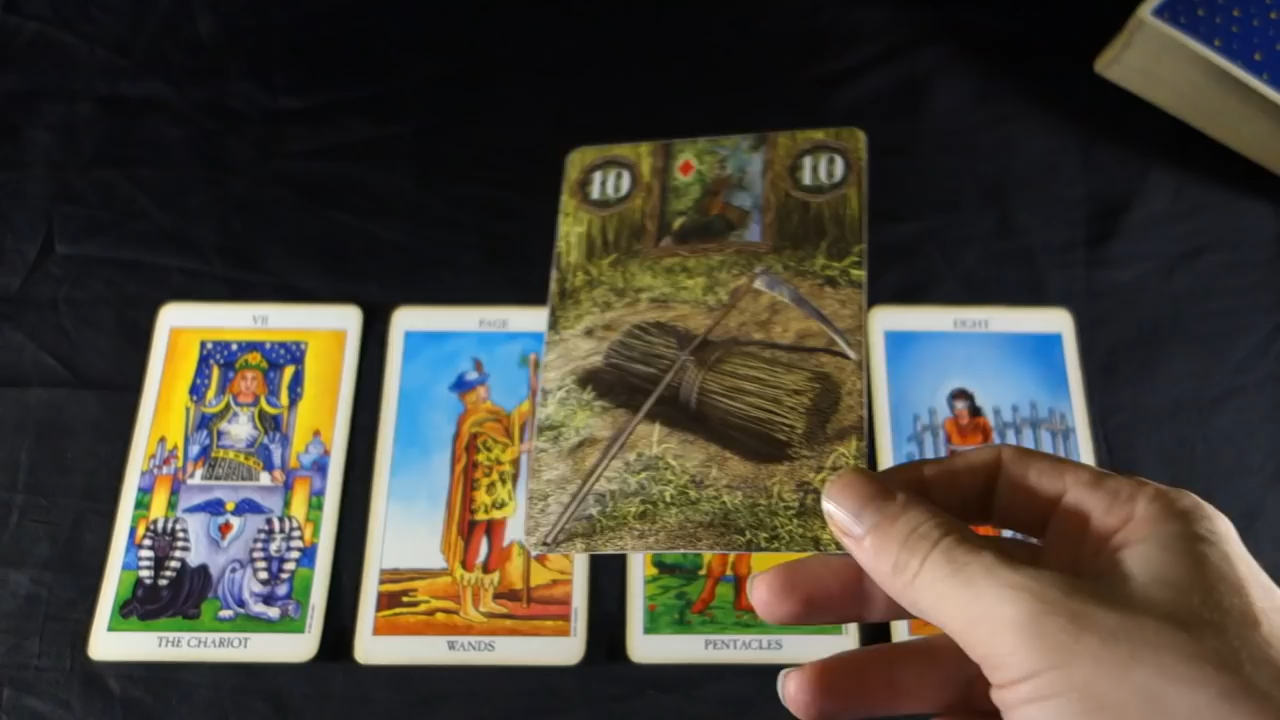 10 10
VII
PAGE
EIGHT
THE CHARIOT
WANDS
PENTACLES